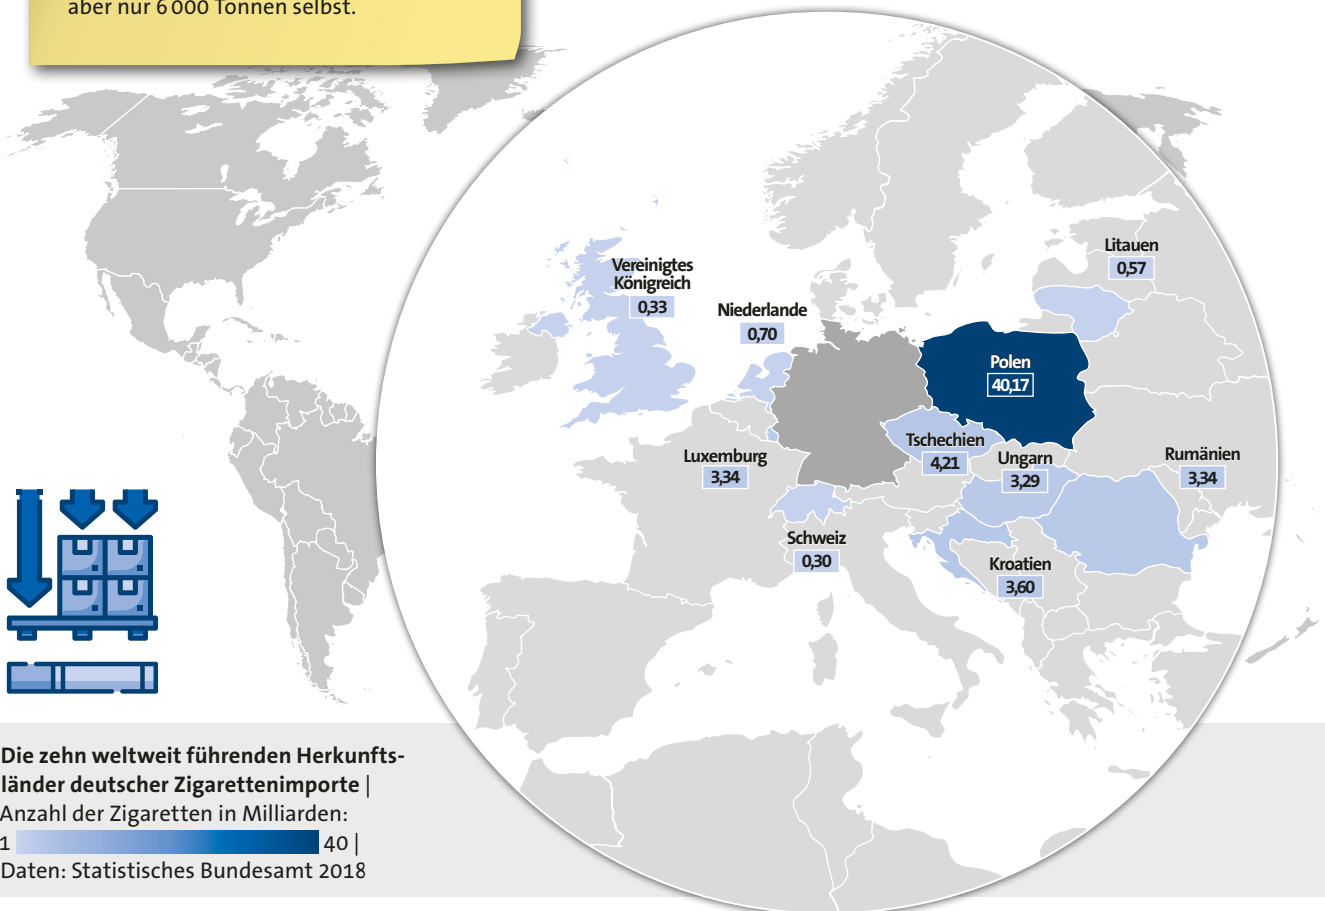 aber nur 6 000 Tonnen selbst.
Litauen
0,57
Vereinigtes
Königreich
0,33
Niederlande
0,70
Polen
40,17
Tschechien
4,21
Luxemburg
3,34
Ungarn
3,29
Rumänien
3,34
Schweiz
0,30
Kroatien
3,60
Die zehn weltweit führenden Herkunfts-
länder deutscher Zigarettenimporte |
Anzahl der Zigaretten in Milliarden:
1 40 |
Daten: Statistisches Bundesamt 2018